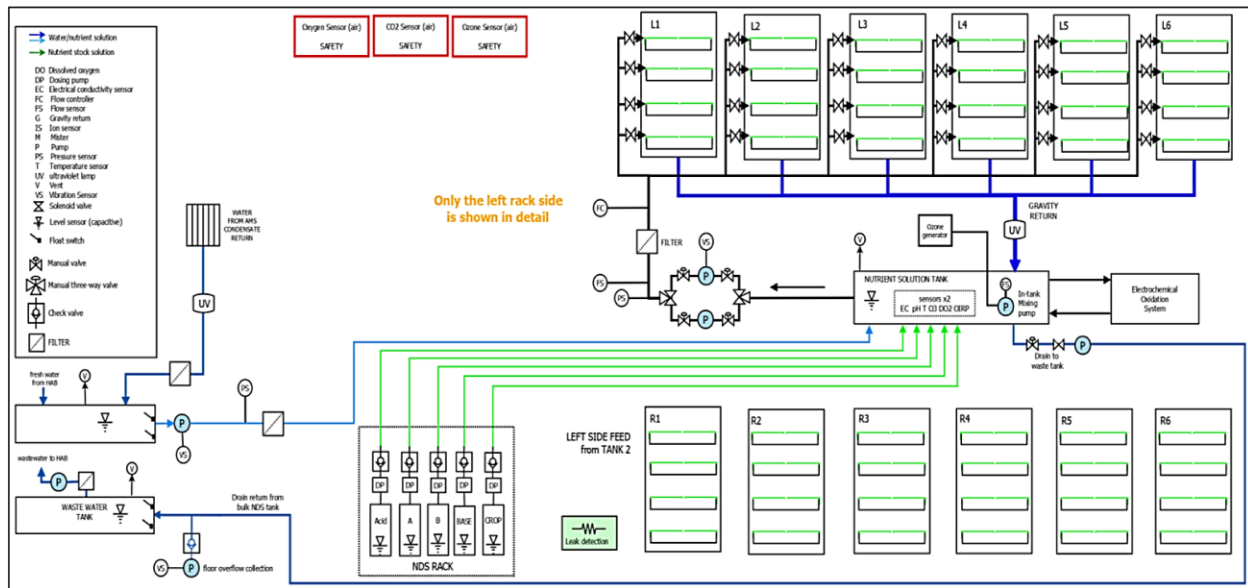 Water/nutrient solution
Nutrient stock solution
DO Dissolved oxygen
DP Dosing pump
EC Electrical conductivity sensor
FC Flow controller
FS Flow sensor
G Gravity return
IS Ion sensor
M Mister
P Pump
PS Pressure sensor
T Temperature sensor
UV ultraviolet lamp
V Vent
VS Vibration Sensor
Solenoid valve
Level sensor (capacitive)
Float switch
Manual valve
Manual three-way valve
Check valve
FILTER
Oxygen Sensor (air)
SAFETY
CO2 Sensor (air)
SAFETY
Ozone Sensor (air)
SAFETY
L1
L2
L3
L4
L5
L6
Only the left rack side
is shown in detail
WATER
FROM AMS
CONDENSATE
RETURN
UV
FC
FILTER
FS
PS
VS
P
P
V
GRAVITY
RETURN
UV
Ozone
generator
NUTRIENT SOLUTION TANK
sensors x2
EC pH T O3 DO2 OIRP
PS
P
In-tank
Mixing
pump
Electrochemical
Oxidation
System
Drain to
waste tank
P
fresh water
from HAB
V
P
VS
PS
wastewater to HAB
P
V
WASTE WATER
TANK
Drain return from
bulk NDS tank
VS
P
floor overflow collection
DP
DP
DP
DP
DP
Acid
A
B
BASE
CROP
NDS RACK
LEFT SIDE FEED
from TANK 2
Leak detection
R1
R2
R3
R4
R5
R6